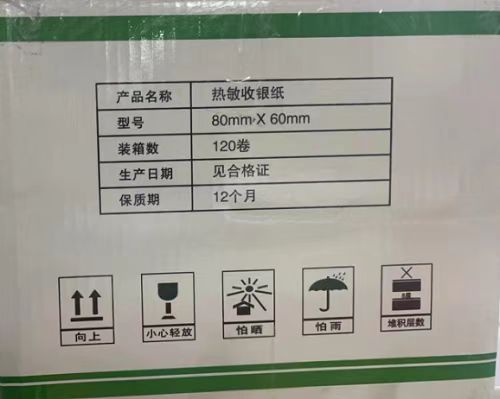 产品名称 热敏收银纸
型号 80mm X 60mm
装箱数 120卷
生产日期 见合格证
保质期 12个月
向上 小心轻放 怕晒 怕雨 堆积层数